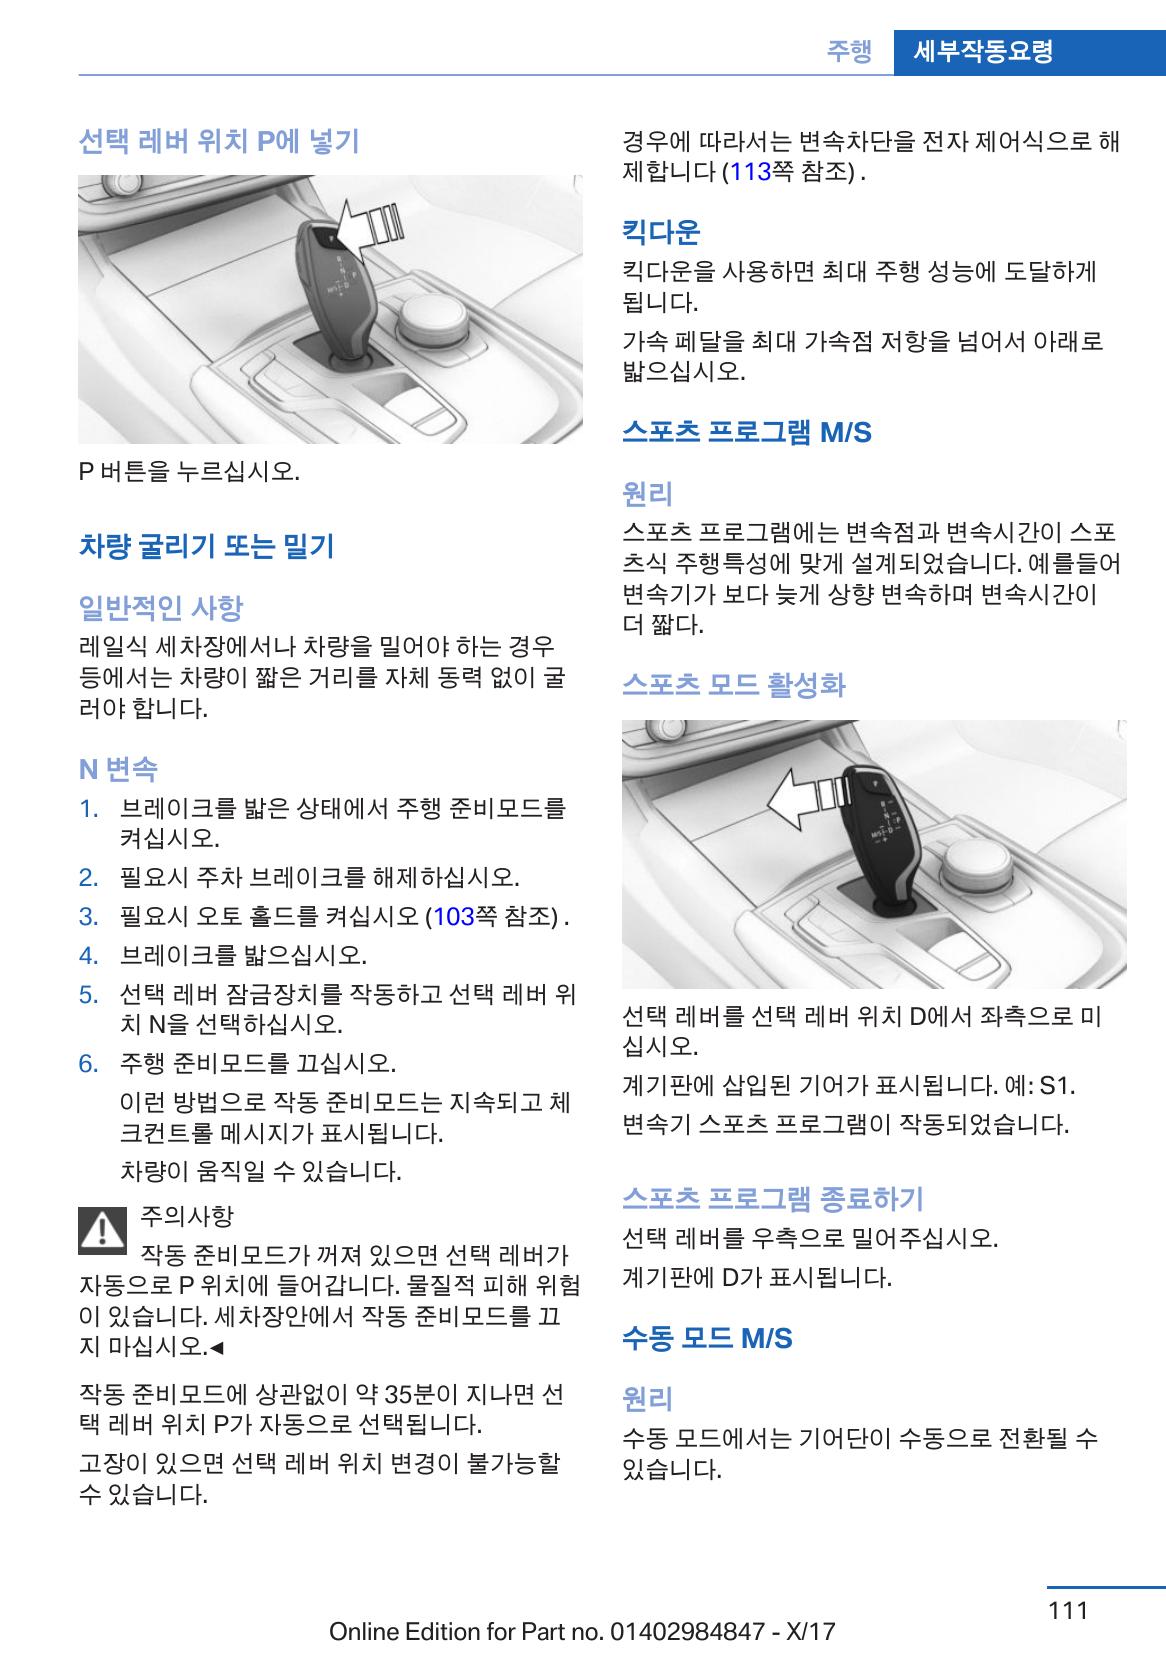 주행 세부작동요령
선택 레버 위치 P에 넣기
P 버튼을 누르십시오.
차량 굴리기 또는 밀기
일반적인 사항
레일식 세차장에서나 차량을 밀어야 하는 경우
등에서는 차량이 짧은 거리를 자체 동력 없이 굴
러야 합니다.
N 변속
1. 브레이크를 밟은 상태에서 주행 준비모드를
켜십시오.
2. 필요시 주차 브레이크를 해제하십시오.
3. 필요시 오토 홀드를 켜십시오 (103쪽 참조) .
4. 브레이크를 밟으십시오.
5. 선택 레버 잠금장치를 작동하고 선택 레버 위
치 N을 선택하십시오.
6. 주행 준비모드를 끄십시오.
이런 방법으로 작동 준비모드는 지속되고 체
크컨트롤 메시지가 표시됩니다.
차량이 움직일 수 있습니다.
주의사항
작동 준비모드가 꺼져 있으면 선택 레버가
자동으로 P 위치에 들어갑니다. 물질적 피해 위험
이 있습니다. 세차장안에서 작동 준비모드를 끄
지 마십시오.◄
작동 준비모드에 상관없이 약 35분이 지나면 선
택 레버 위치 P가 자동으로 선택됩니다.
고장이 있으면 선택 레버 위치 변경이 불가능할
수 있습니다.
경우에 따라서는 변속차단을 전자 제어식으로 해
제합니다 (113쪽 참조) .
킥다운
킥다운을 사용하면 최대 주행 성능에 도달하게
됩니다.
가속 페달을 최대 가속점 저항을 넘어서 아래로
밟으십시오.
스포츠 프로그램 M/S
원리
스포츠 프로그램에는 변속점과 변속시간이 스포
츠식 주행특성에 맞게 설계되었습니다. 예를들어
변속기가 보다 늦게 상향 변속하며 변속시간이
더 짧다.
스포츠 모드 활성화
선택 레버를 선택 레버 위치 D에서 좌측으로 미
십시오.
계기판에 삽입된 기어가 표시됩니다. 예: S1.
변속기 스포츠 프로그램이 작동되었습니다.
스포츠 프로그램 종료하기
선택 레버를 우측으로 밀어주십시오.
계기판에 D가 표시됩니다.
수동 모드 M/S
원리
수동 모드에서는 기어단이 수동으로 전환될 수
있습니다.
111
Online Edition for Part no. 01402984847 - X/17